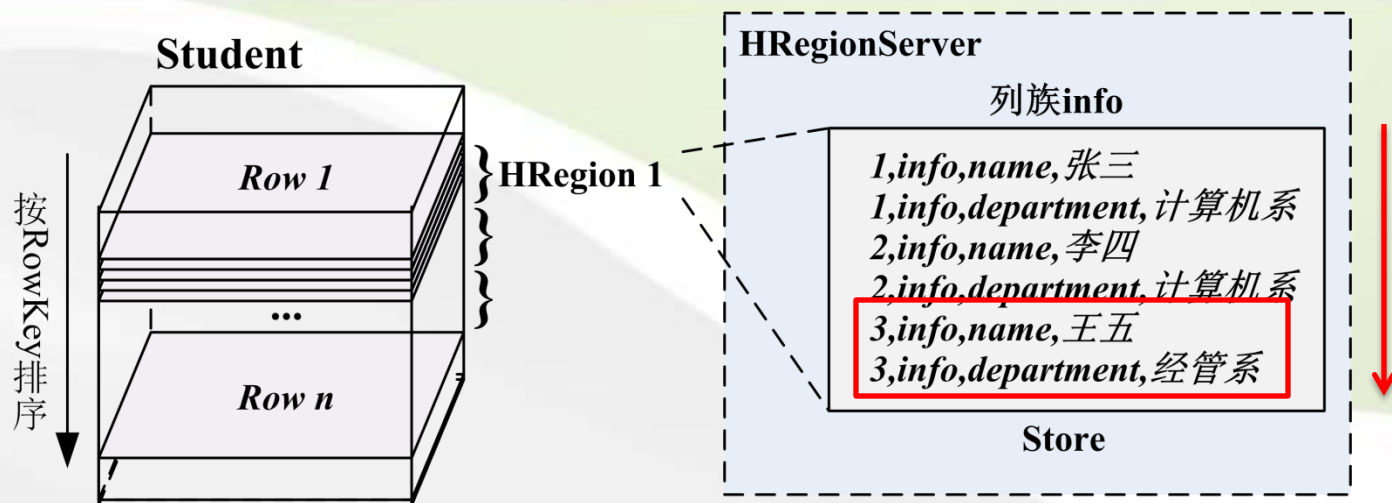 Student
按RowKey排序
Row 1
HRegion 1
...
Row n
HRegionServer
列族info
1,info,name,张三
1,info,department,计算机系
2,info,name,李四
2,info,department,计算机系
3,info,name,王五
3,info,department,经管系
Store